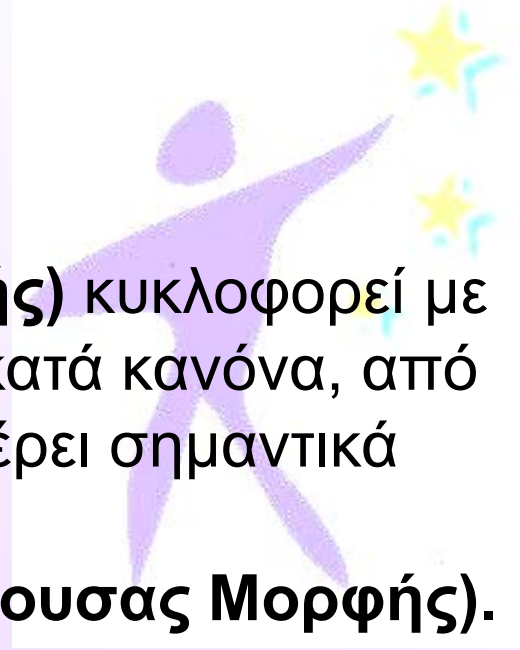 ής) κυκλοφορεί με
κατά κανόνα, από
έρει σημαντικά
ουσας Μορφής).